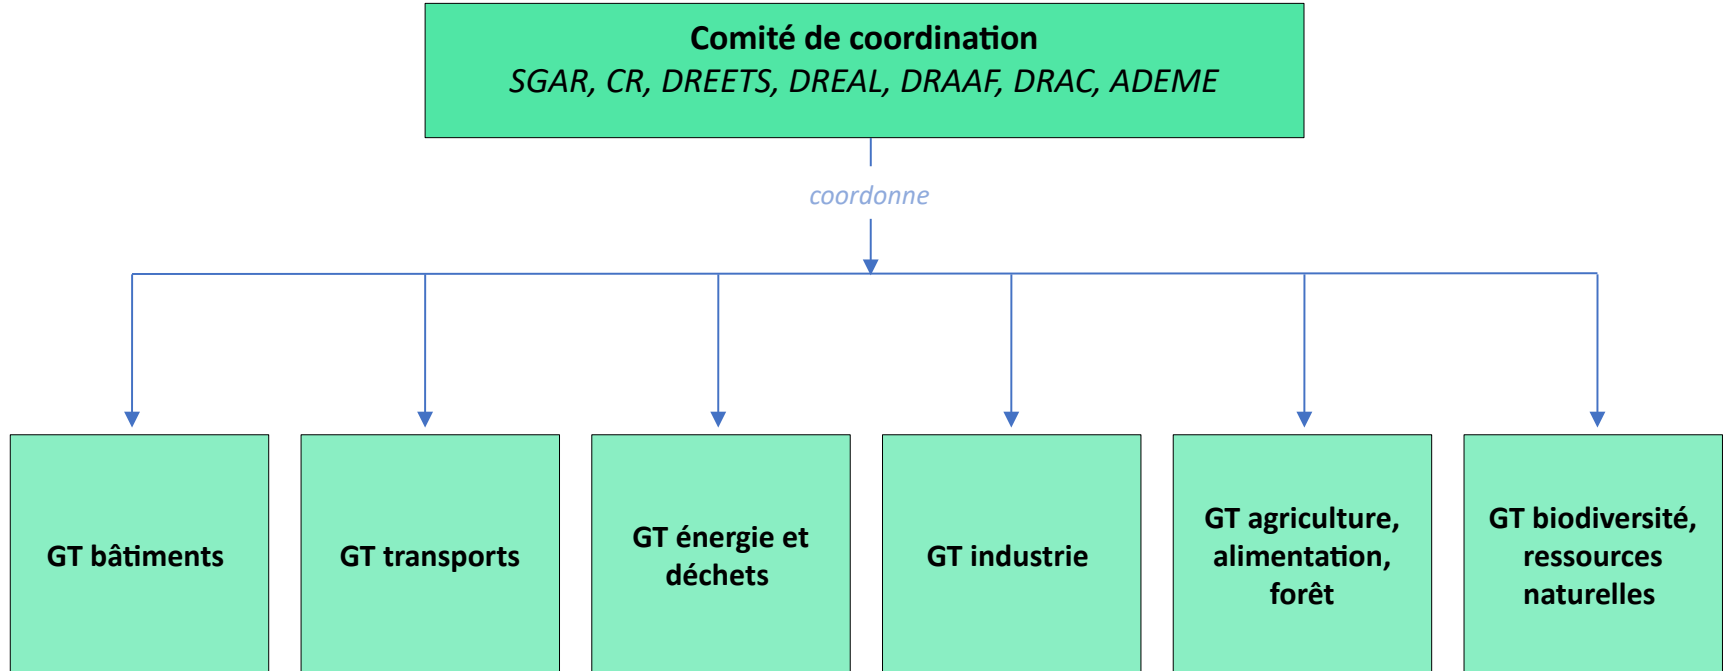 Comité de coordination
SGAR, CR, DREETS, DREAL, DRAAF, DRAC, ADEME
coordonne
GT bâtiments
GT transports
GT énergie et
déchets
GT industrie
GT agriculture,
alimentation,
forêt
GT biodiversité,
ressources
naturelles